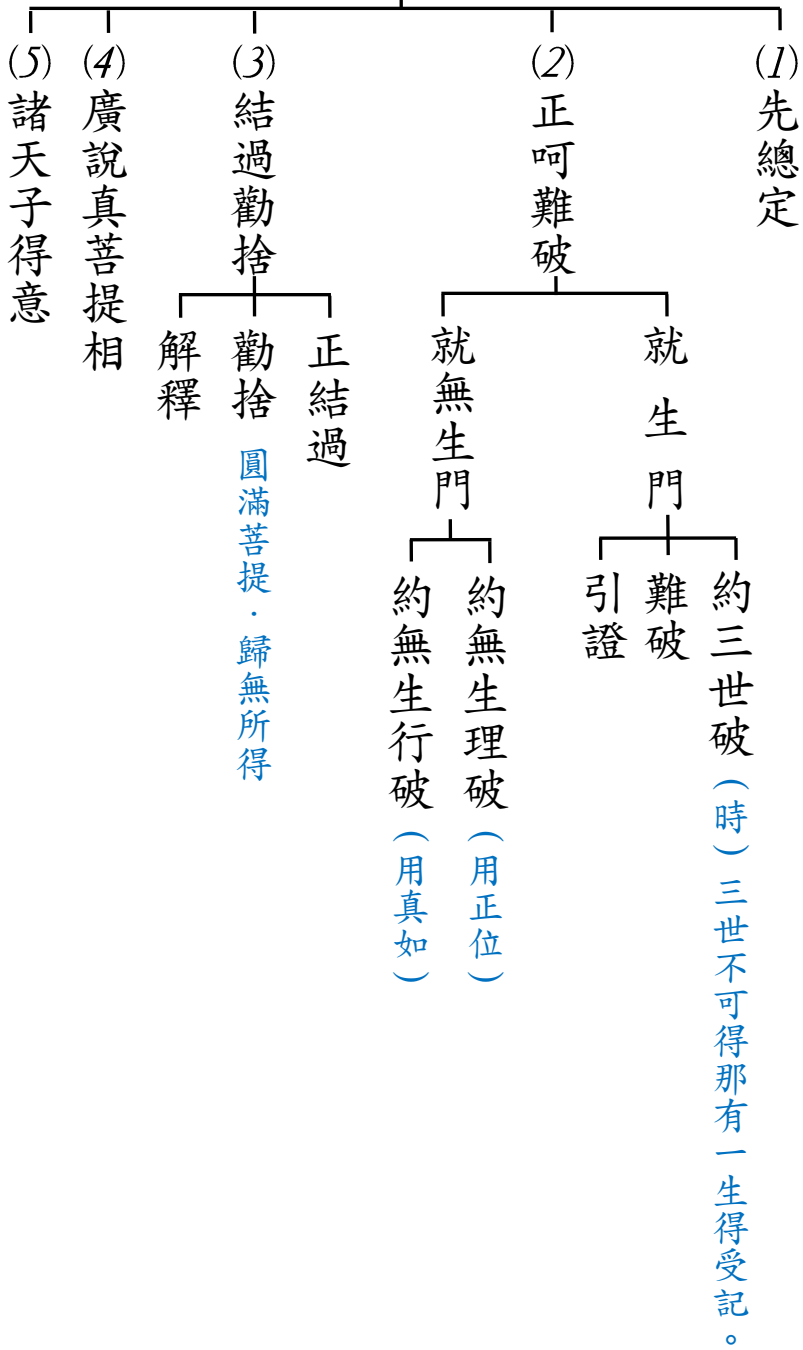 (1)先總定
(2)正呵難破
就生門
約三世破(時)三世不可得那有一生得受記。
難破
引證
就無生門
約無生理破(用正位)
約無生行破(用真如)
(3)結過勸捨
正結過
勸捨 圓滿菩提．歸無所得
解釋
(4)廣說真菩提相
(5)諸天子得意